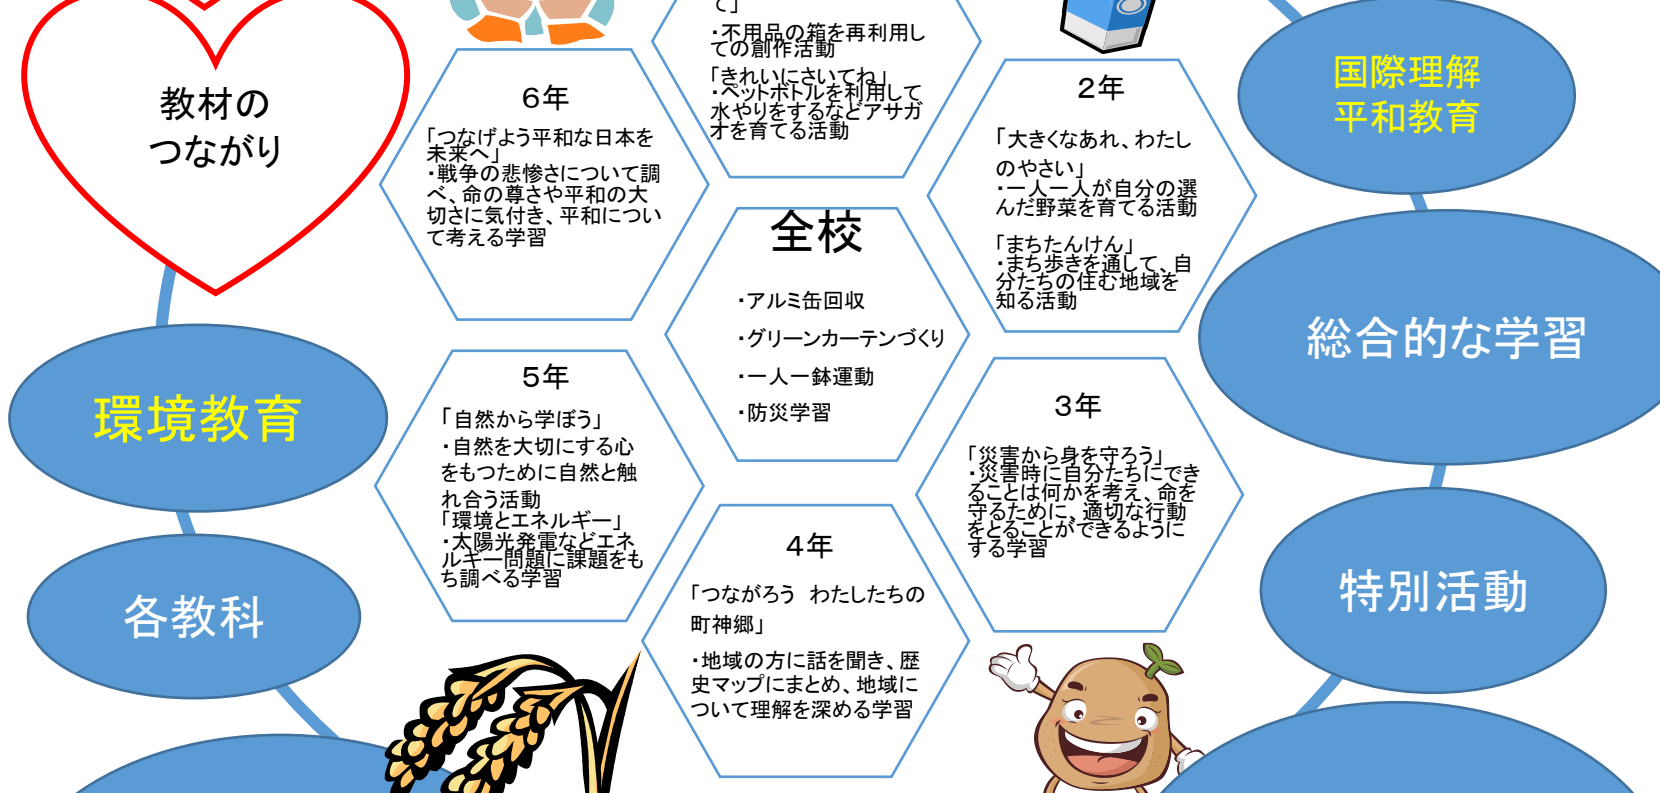 教材の
つながり
て」
・不用品の箱を再利用し
ての創作活動
「きれいにさいてね」
・ペットボトルを利用して
水やりをするなどアサガ
オを育てる活動
6年
「つなげよう平和な日本を
未来へ」
・戦争の悲惨さについて調
べ、命の尊さや平和の大
切さに気付き、平和につい
て考える学習
2年
「大きくなあれ、わたし
のやさい」
・一人一人が自分の選
んだ野菜を育てる活動
「まちたんけん」
・まち歩きを通して、自
分たちの住む地域を
知る活動
国際理解
平和教育
全校
・アルミ缶回収
・グリーンカーテンづくり
・一人一鉢運動
・防災学習
総合的な学習
環境教育
5年
「自然から学ぼう」
・自然を大切にする心
をもつために自然と触
れ合う活動
「環境とエネルギー」
・太陽光発電などエネ
ルギー問題に課題をも
ち調べる学習
3年
「災害から身を守ろう」
・災害時に自分たちにでき
ることは何かを考え、命を
守るために、適切な行動
をとることができるように
する学習
4年
「つながろう　わたしたちの
町神郷」
・地域の方に話を聞き、歴
史マップにまとめ、地域に
ついて理解を深める学習
各教科
特別活動